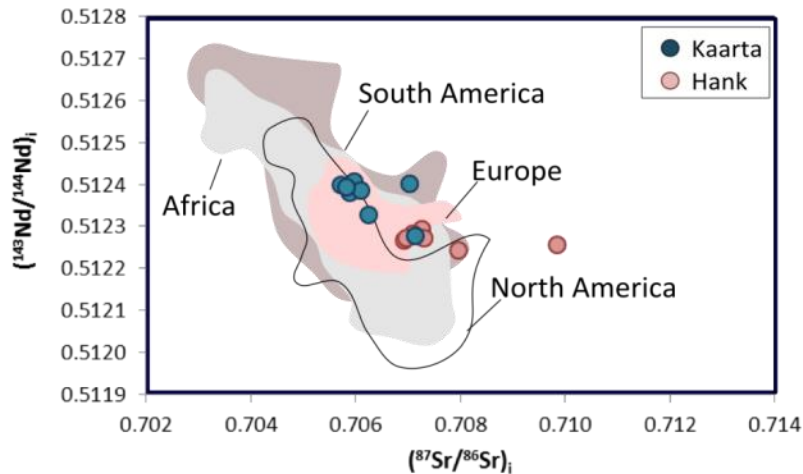 0.5128
0.5127
0.5126
0.5125
0.5124
0.5123
0.5122
0.5121
0.5120
0.5119
(¹⁴³Nd/¹⁴⁴Nd)ᵢ
Kaarta
Hank
South America
Europe
Africa
North America
0.702 0.704 0.706 0.708 0.710 0.712 0.714
(⁸⁷Sr/⁸⁶Sr)ᵢ